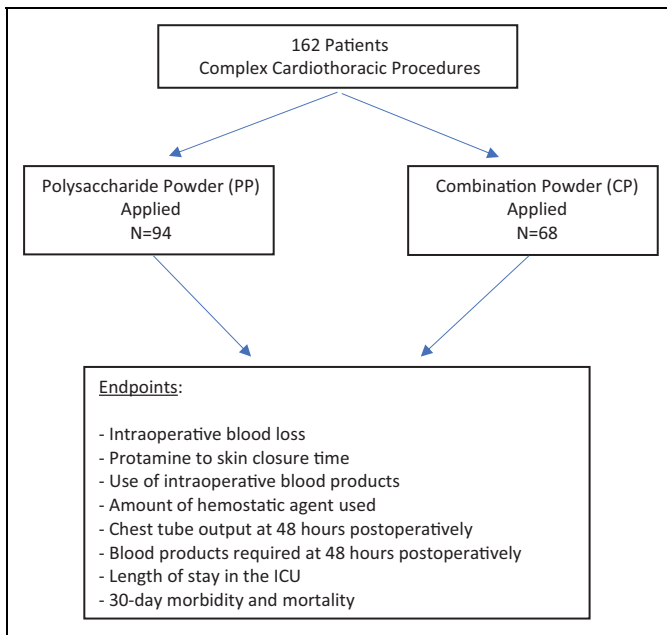 162 Patients
Complex Cardiothoracic Procedures
Polysaccharide Powder (PP)
Applied
N=94
Combination Powder (CP)
Applied
N=68
Endpoints:
- Intraoperative blood loss
- Protamine to skin closure time
- Use of intraoperative blood products
- Amount of hemostatic agent used
- Chest tube output at 48 hours postoperatively
- Blood products required at 48 hours postoperatively
- Length of stay in the ICU
- 30-day morbidity and mortality